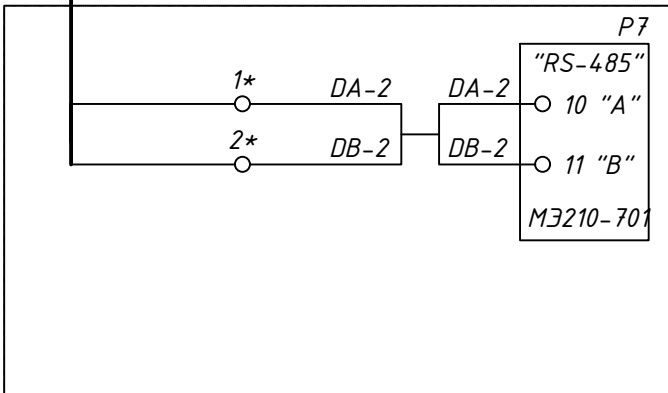 P7
"RS-485"
1* DA-2 DA-2 10 "A"
2* DB-2 DB-2 11 "B"
МЭ210-701